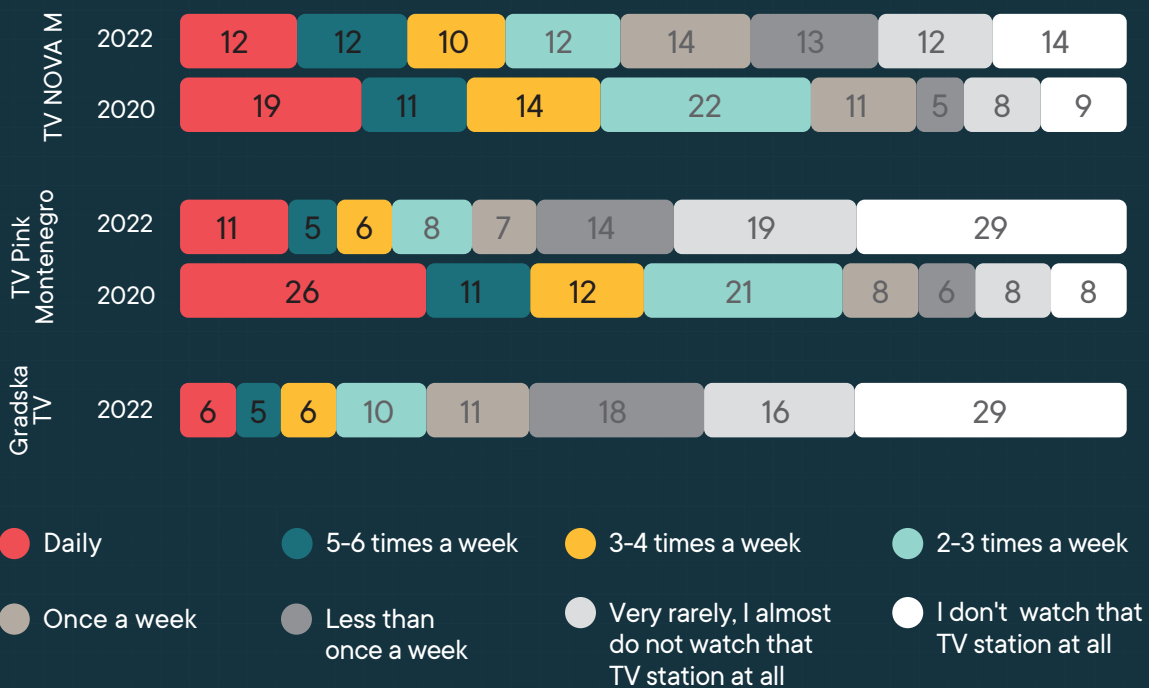 TV NOVA M
2022
12 12 10 12 14 13 12 14
2020
19 11 14 22 11 5 8 9
TV Pink
Montenegro
2022
11 5 6 8 7 14 19 29
2020
26 11 12 21 8 6 8 8
Gradska
TV
2022
6 5 6 10 11 18 16 29
Daily
5-6 times a week
3-4 times a week
2-3 times a week
Once a week
Less than
once a week
Very rarely, I almost
do not watch that
TV station at all
I don't watch that
TV station at all